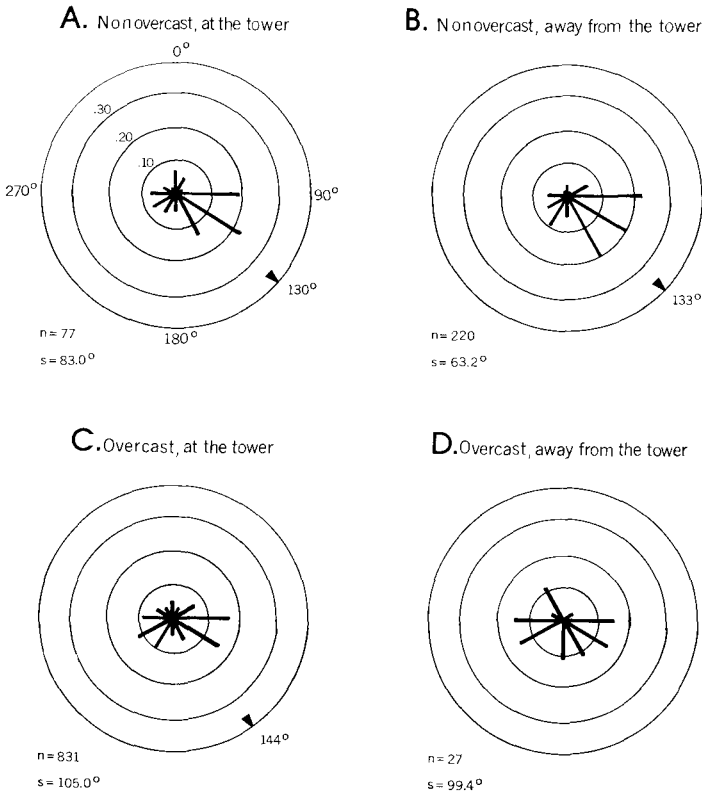 A. Nonovercast, at the tower
0°
.30
.20
.10
270°
90°
130°
180°
n=77
s=83.0°
B. Nonovercast, away from the tower
133°
n=220
s=63.2°
C. Overcast, at the tower
144°
n=831
s=105.0°
D. Overcast, away from the tower
n=27
s=99.4°